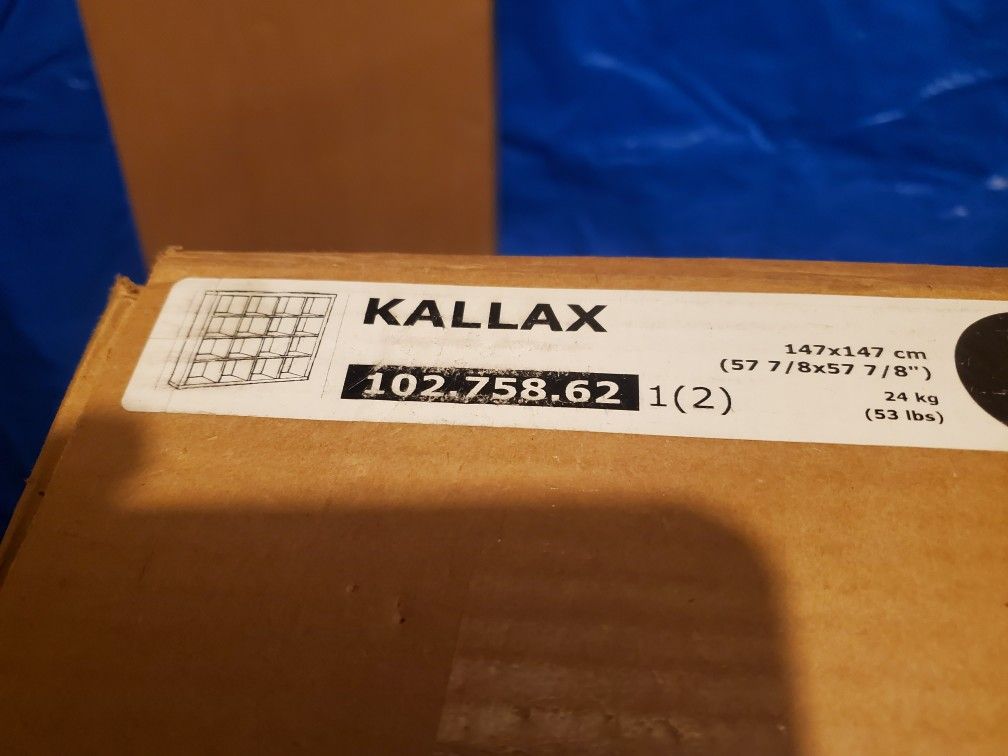 KALLAX
102.758.62 1(2)
147x147 cm
(57 7/8x57 7/8")
24 kg
(53 lbs)